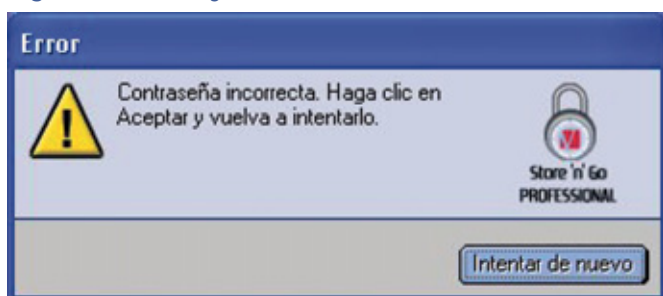 Error
Contraseña incorrecta. Haga clic en
Aceptar y vuelva a intentarlo.
Store 'n' Go
PROFESSIONAL
Intentar de nuevo